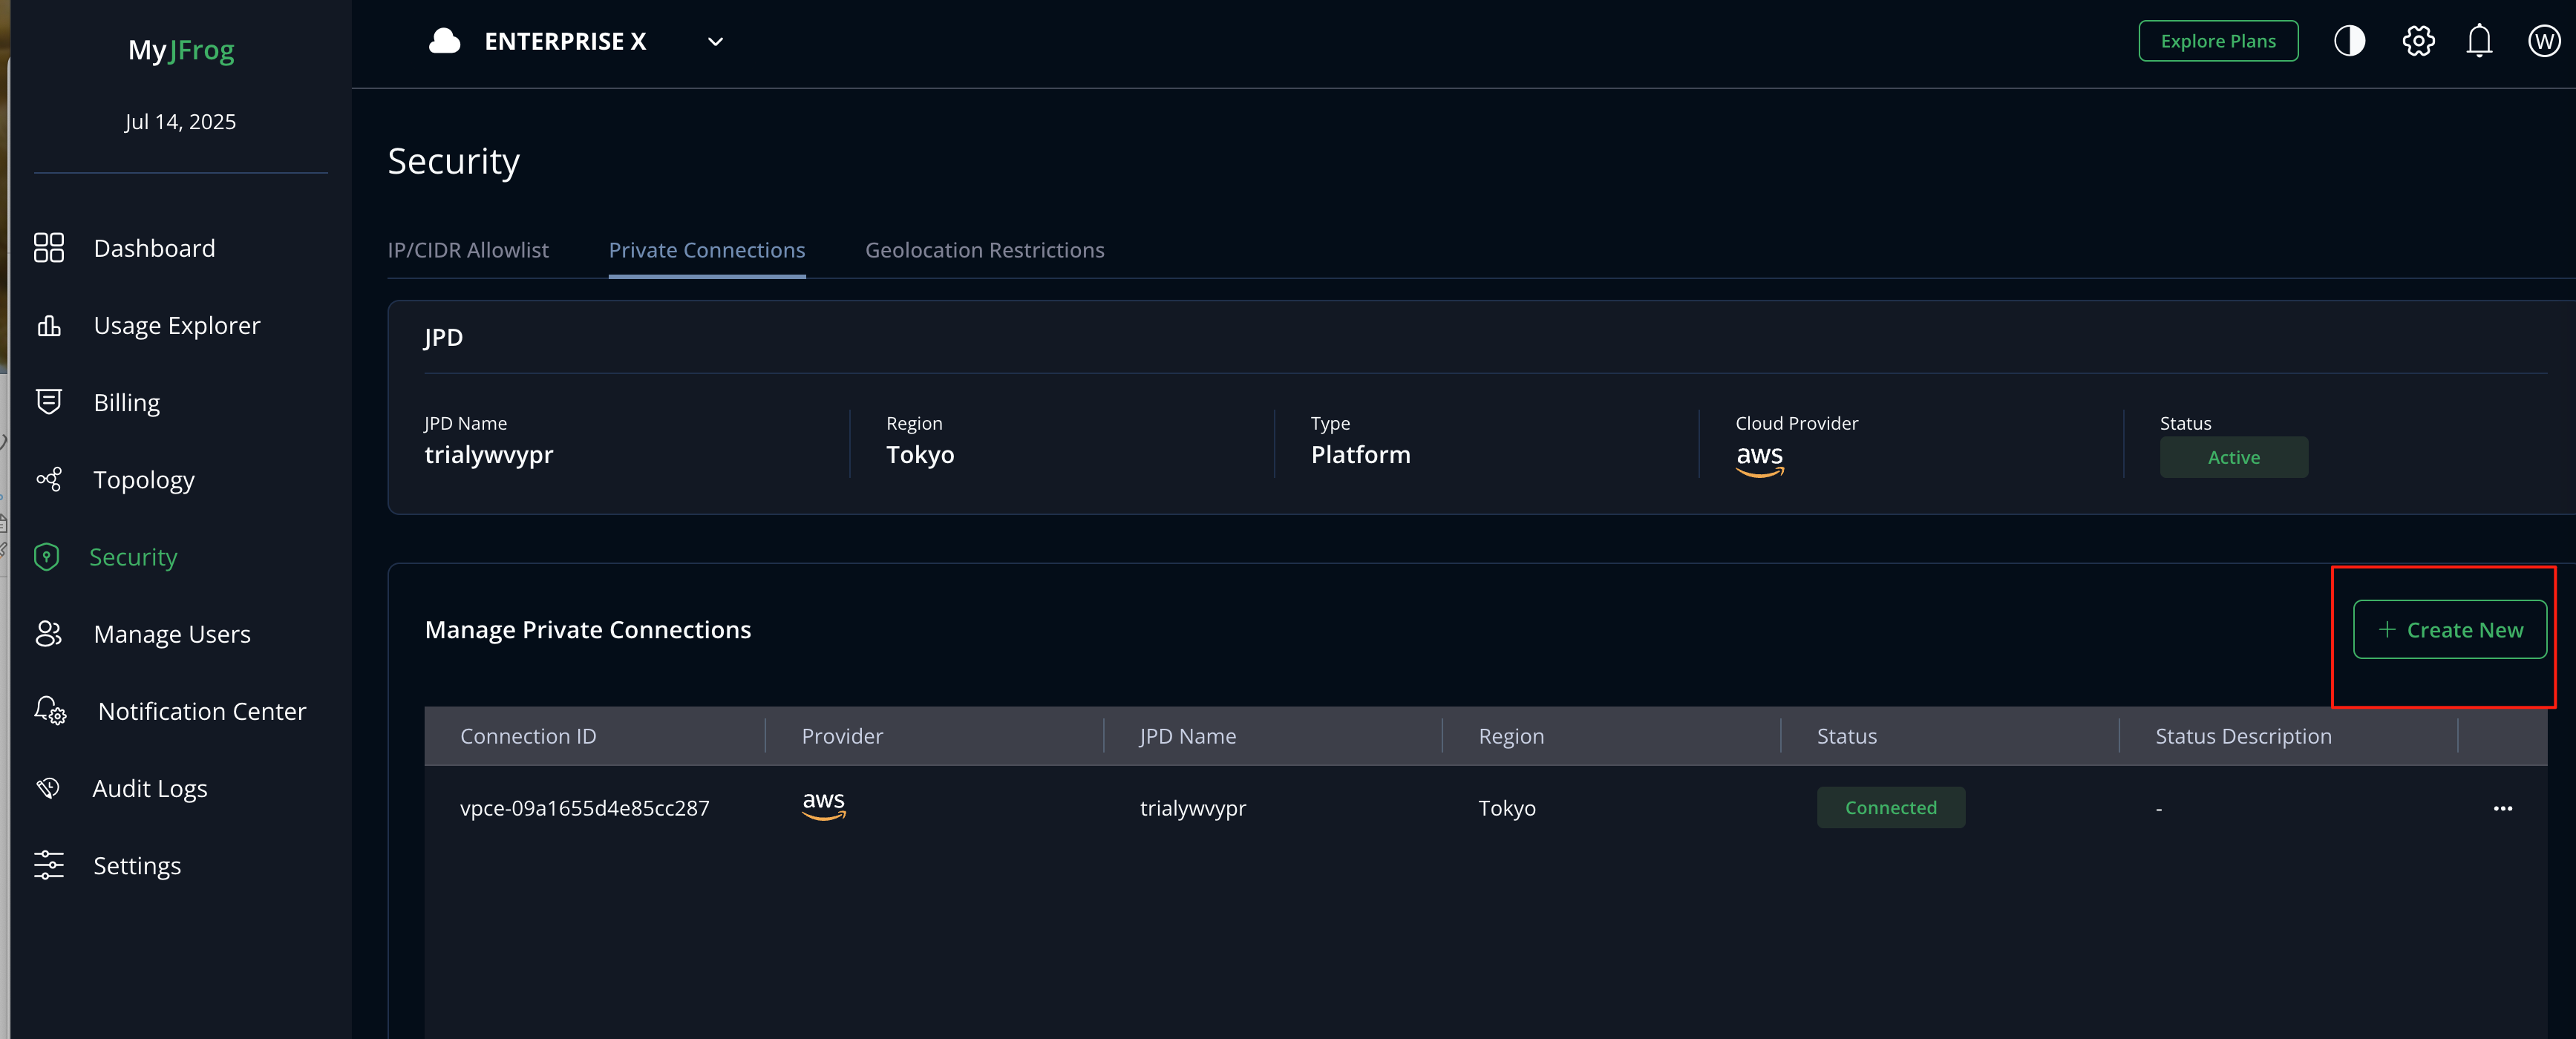 MyJFrog
Jul 14, 2025
Dashboard
Usage Explorer
Billing
Topology
Security
Manage Users
Notification Center
Audit Logs
Settings
ENTERPRISE X
Explore Plans
W
Security
IP/CIDR Allowlist
Private Connections
Geolocation Restrictions
JPD
JPD Name
trialywvypr
Region
Tokyo
Type
Platform
Cloud Provider
aws
Status
Active
Manage Private Connections
+ Create New
Connection ID Provider JPD Name Region Status Status Description
vpce-09a1655d4e85cc287 aws trialywvypr Tokyo Connected - ...